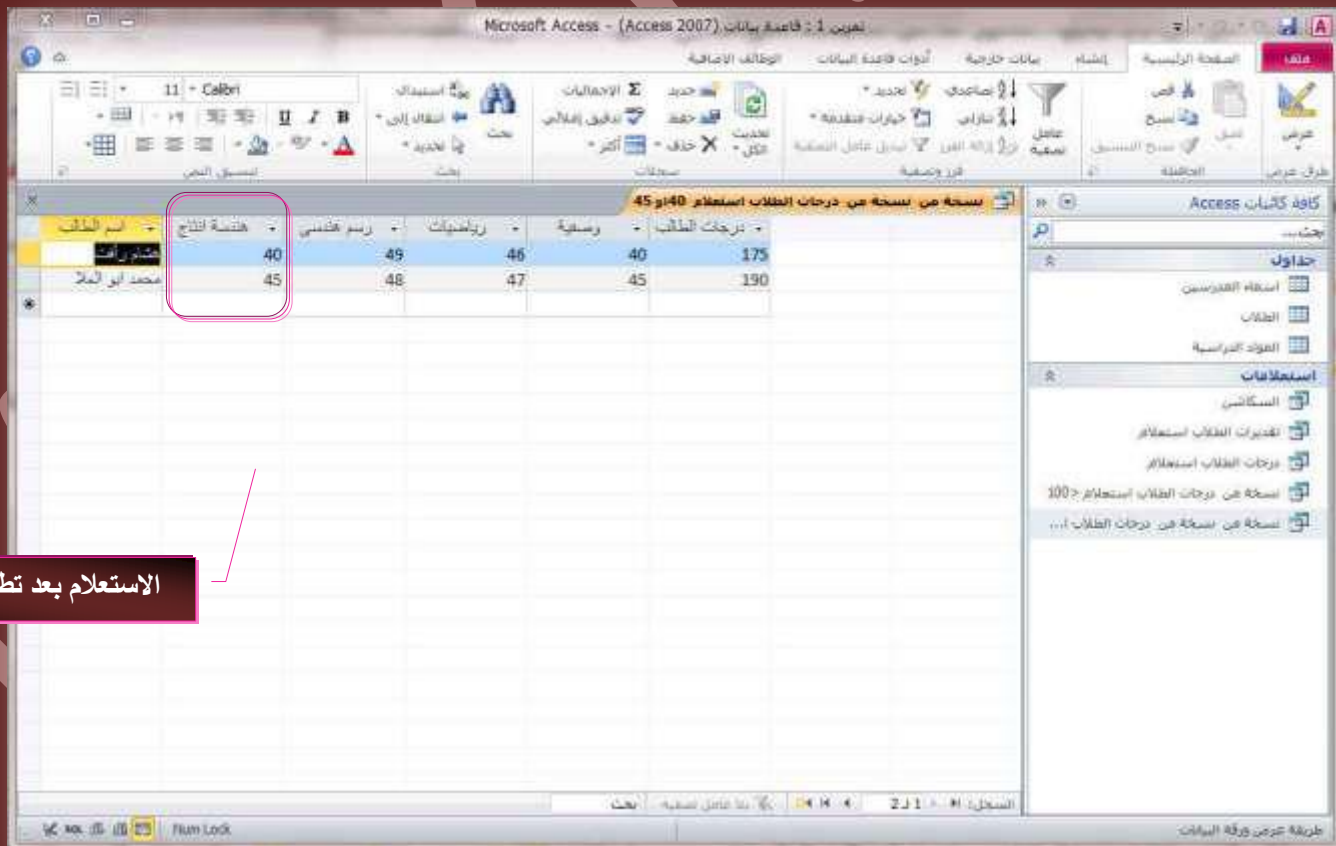 تمرين 1 : قاعدة بيانات (Access 2007) - Microsoft Access
ملف الصفحة الرئيسية إنشاء بيانات خارجية أدوات قاعدة البيانات الوظائف الإضافية
عرض
قص
نسخ
نسخ التنسيق
لصق
عامل تصفية
تصاعدي تحديد
تنازلي خيارات متقدمة
تبديل عامل التصفية
تحديث الكل
جديد الإجماليات
حفظ تدقيق إملائي
حذف أكثر
بحث
استبدال
انتقال إلى
تحديد
Calibri 11
U I B
طرق عرض الحافظة فرز وتصفية سجلات بحث تنسيق النص
كافة كائنات Access
بحث...
جداول
اسماء المدرسين
الطلاب
المواد الدراسية
استعلامات
السكاشن
تقديرات الطلاب استعلام
درجات الطلاب استعلام
نسخة من درجات الطلاب استعلام <100
نسخة من نسخة من درجات الطلاب ا...
نسخة من نسخة من درجات الطلاب استعلام 40او 45
اسم الطالب هندسة انتاج رسم هندسي رياضيات رسمية درجات الطالب
هشام رأفت 40 49 46 40 175
محمد ابو العلا 45 48 47 45 190
الاستعلام بعد تط
السجل: 1 لـ 2 بلا عامل تصفية بحث
طريقة عرض ورقة البيانات
Num Lock
SQL